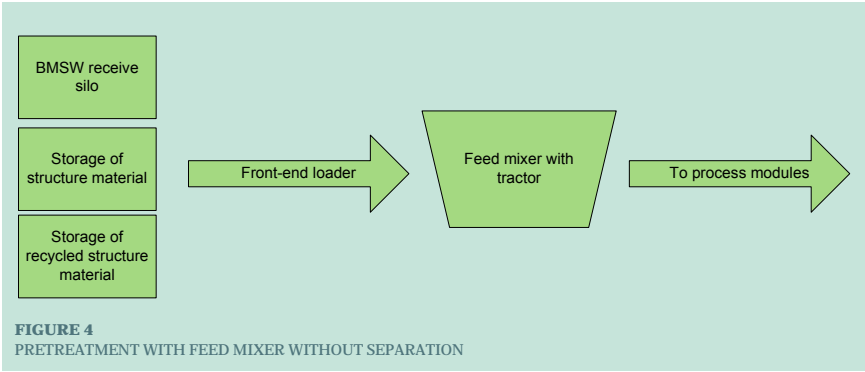 BMSW receive
silo
Storage of
structure material
Storage of
recycled structure
material
Front-end loader
Feed mixer with
tractor
To process modules
FIGURE 4
PRETREATMENT WITH FEED MIXER WITHOUT SEPARATION